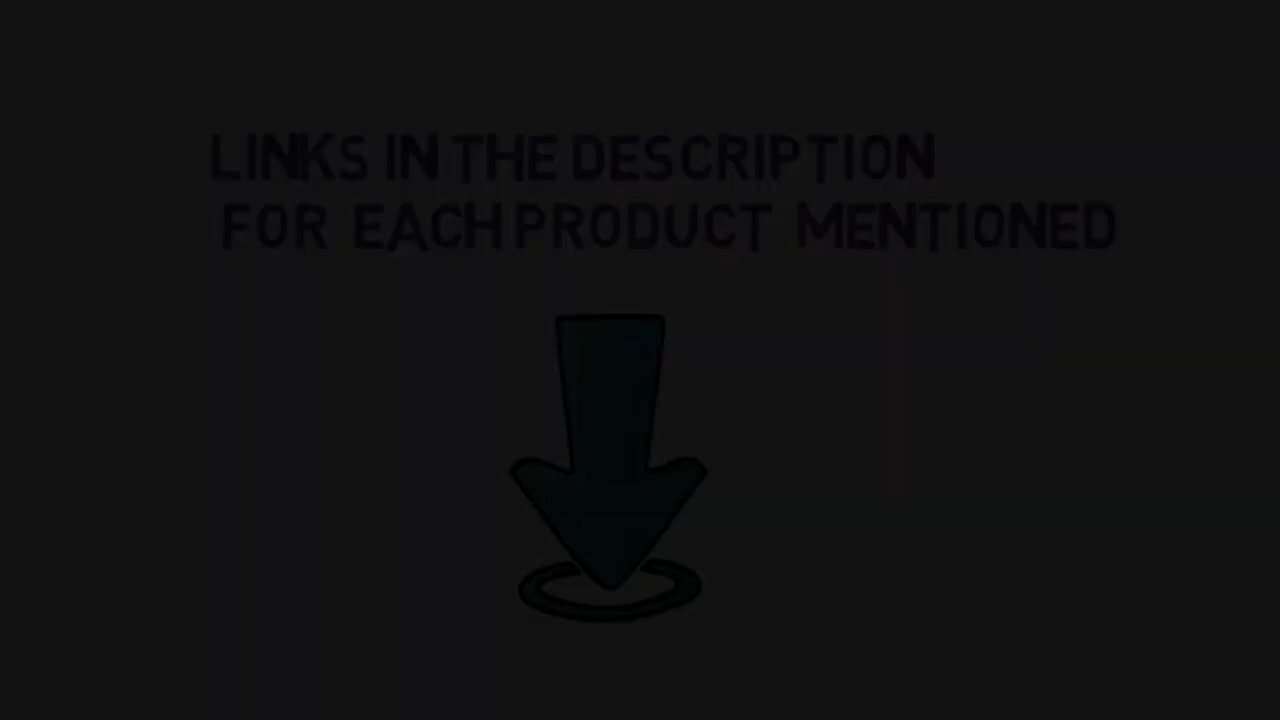 LINKS IN THE DESCRIPTION
FOR EACH PRODUCT MENTIONED